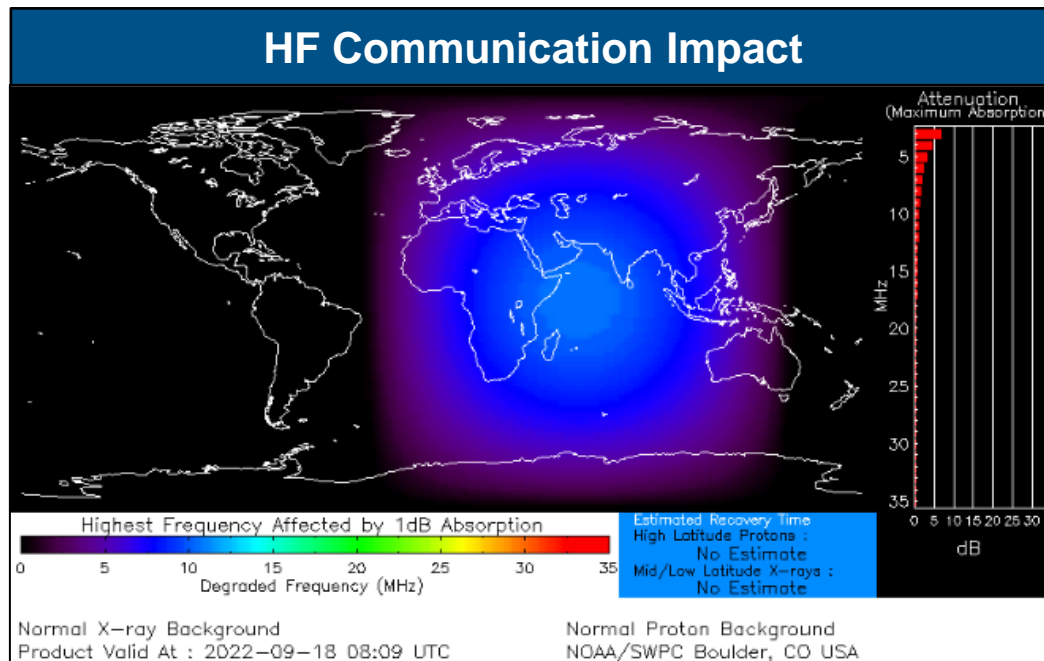 HF Communication Impact
Attenuation
(Maximum Absorption
5
10
15
MHz
20
25
30
35
0 5 10 15 20 25 30
dB
Highest Frequency Affected by 1dB Absorption
0 5 10 15 20 25 30 35
Degraded Frequency (MHz)
Estimated Recovery Time
High Latitude Protons :
No Estimate
Mid/Low Latitude X-rays :
No Estimate
Normal X-ray Background
Product Valid At : 2022-09-18 08:09 UTC
Normal Proton Background
NOAA/SWPC Boulder, CO USA